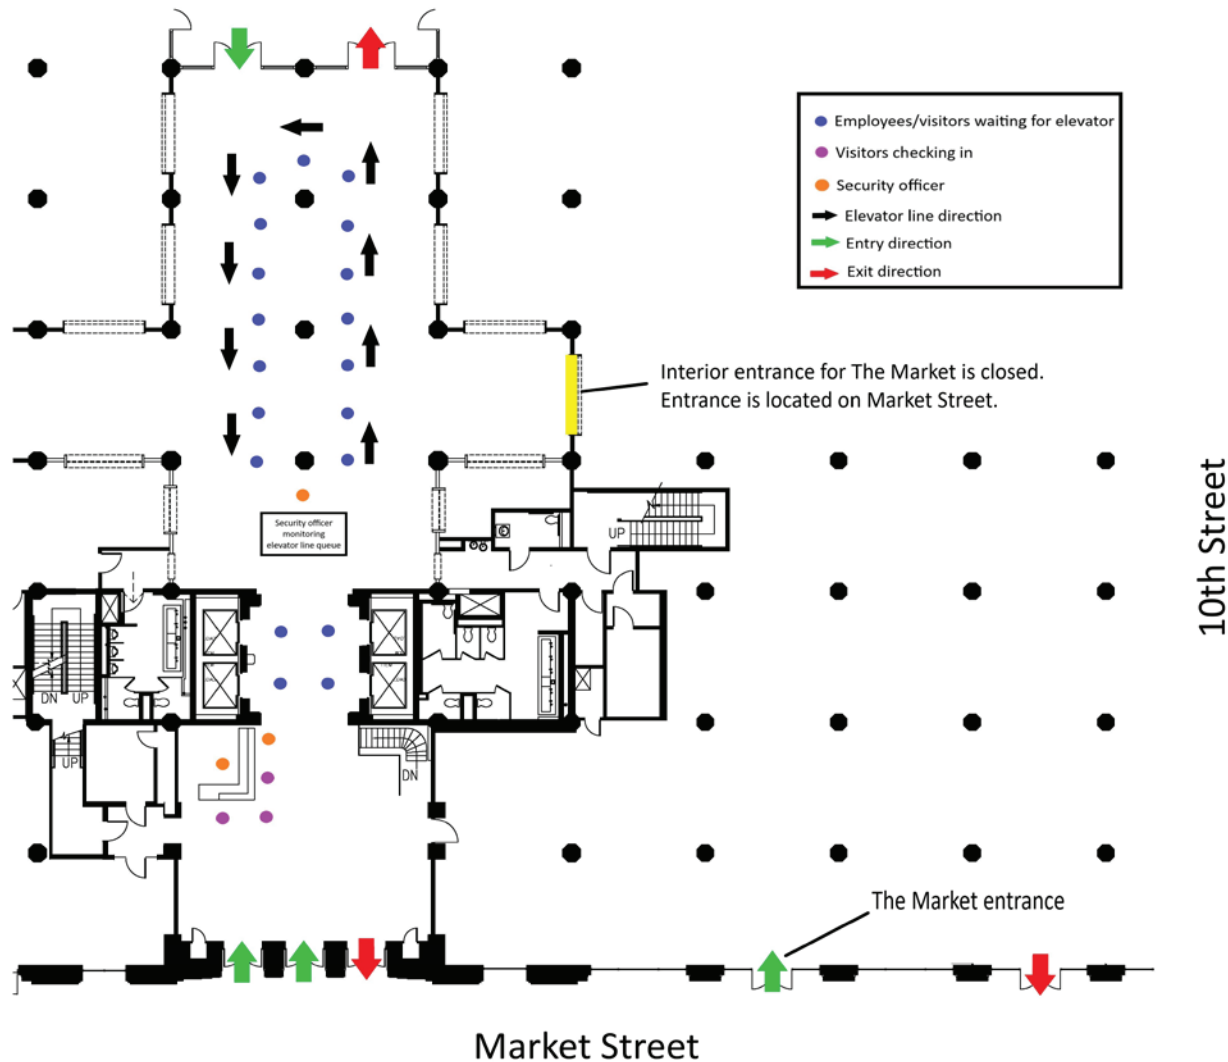 Employees/visitors waiting for elevator
Visitors checking in
Security officer
Elevator line direction
Entry direction
Exit direction
Interior entrance for The Market is closed.
Entrance is located on Market Street.
10th Street
Security officer
monitoring
elevator line queue
UP
DN UP
UP
DN
The Market entrance
Market Street